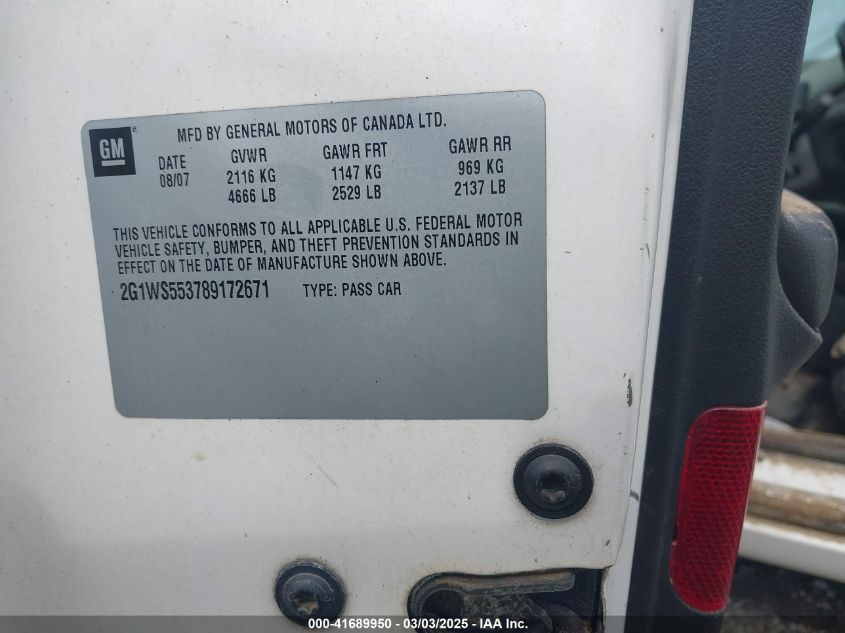 GM
MFD BY GENERAL MOTORS OF CANADA LTD.
DATE GVWR GAWR FRT GAWR RR
08/07 2116 KG 1147 KG 969 KG
4666 LB 2529 LB 2137 LB
THIS VEHICLE CONFORMS TO ALL APPLICABLE U.S. FEDERAL MOTOR
VEHICLE SAFETY, BUMPER, AND THEFT PREVENTION STANDARDS IN
EFFECT ON THE DATE OF MANUFACTURE SHOWN ABOVE.
2G1WS553789172671 TYPE: PASS CAR
000-41689950 - 03/03/2025 - IAA Inc.